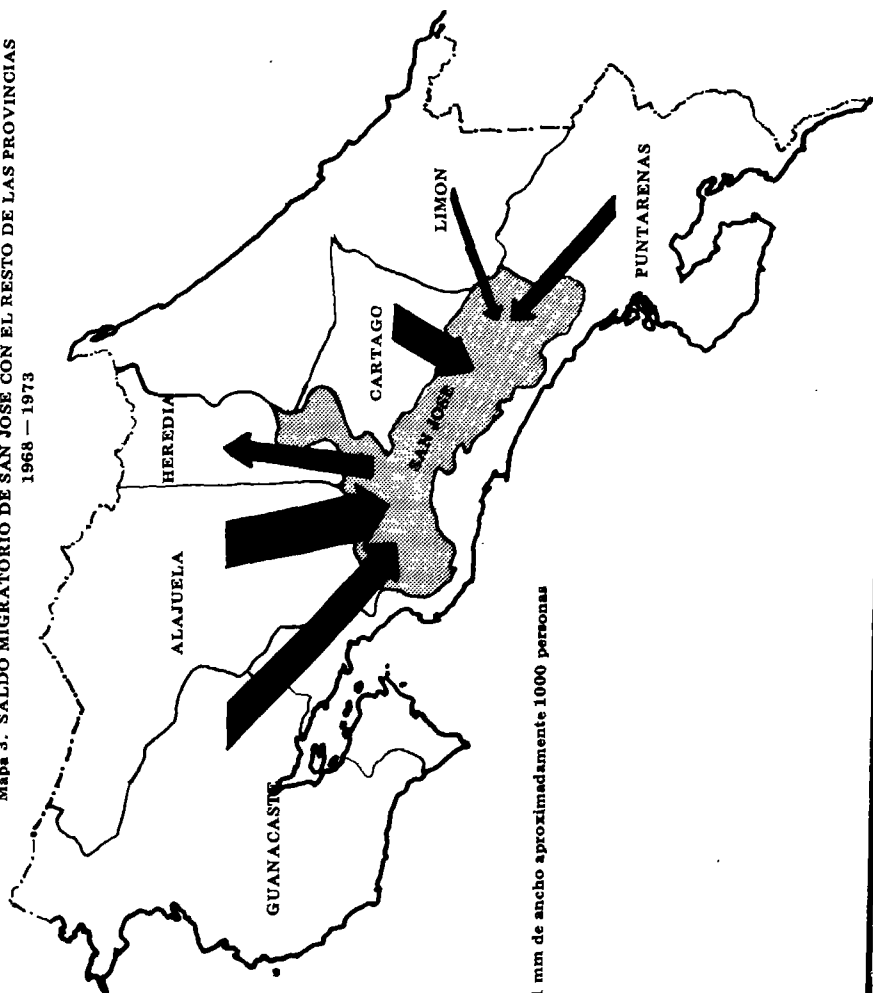 Mapa 3. SALDO MIGRATORIO DE SAN JOSE CON EL RESTO DE LAS PROVINCIAS
1968 — 1973
HEREDIA
ALAJUELA
LIMON
CARTAGO
SAN JOSE
GUANACASTE
PUNTARENAS
1 mm de ancho aproximadamente 1000 personas